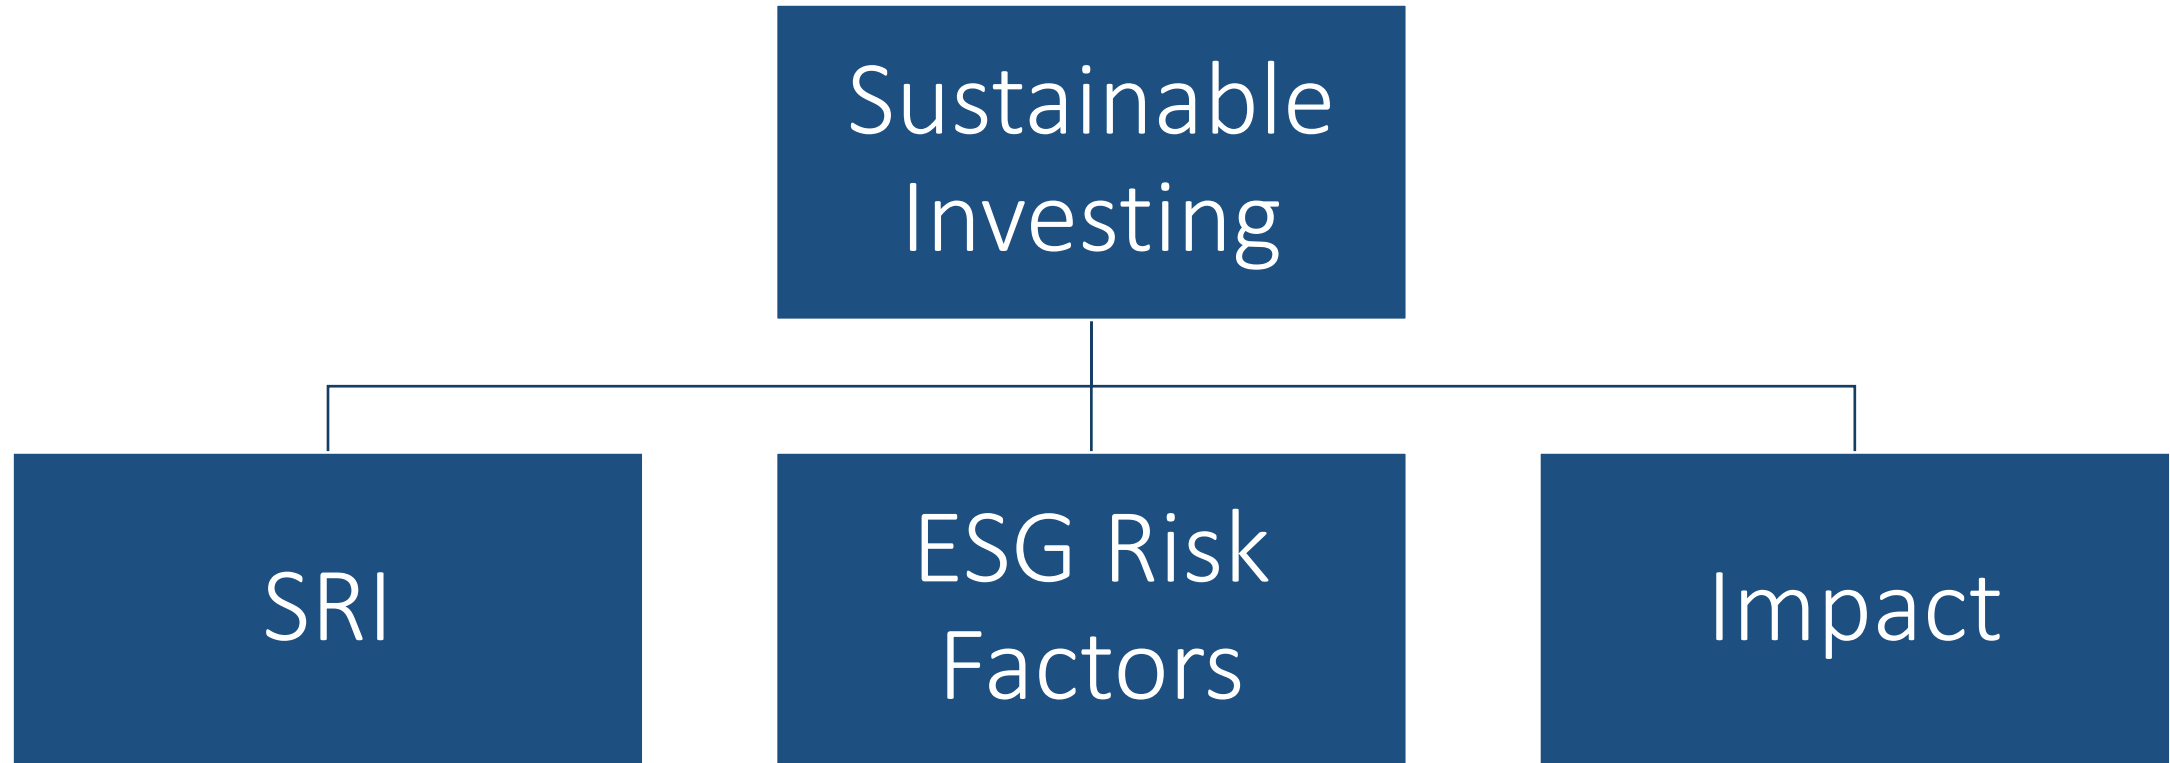 Sustainable
Investing
SRI
ESG Risk
Factors
Impact